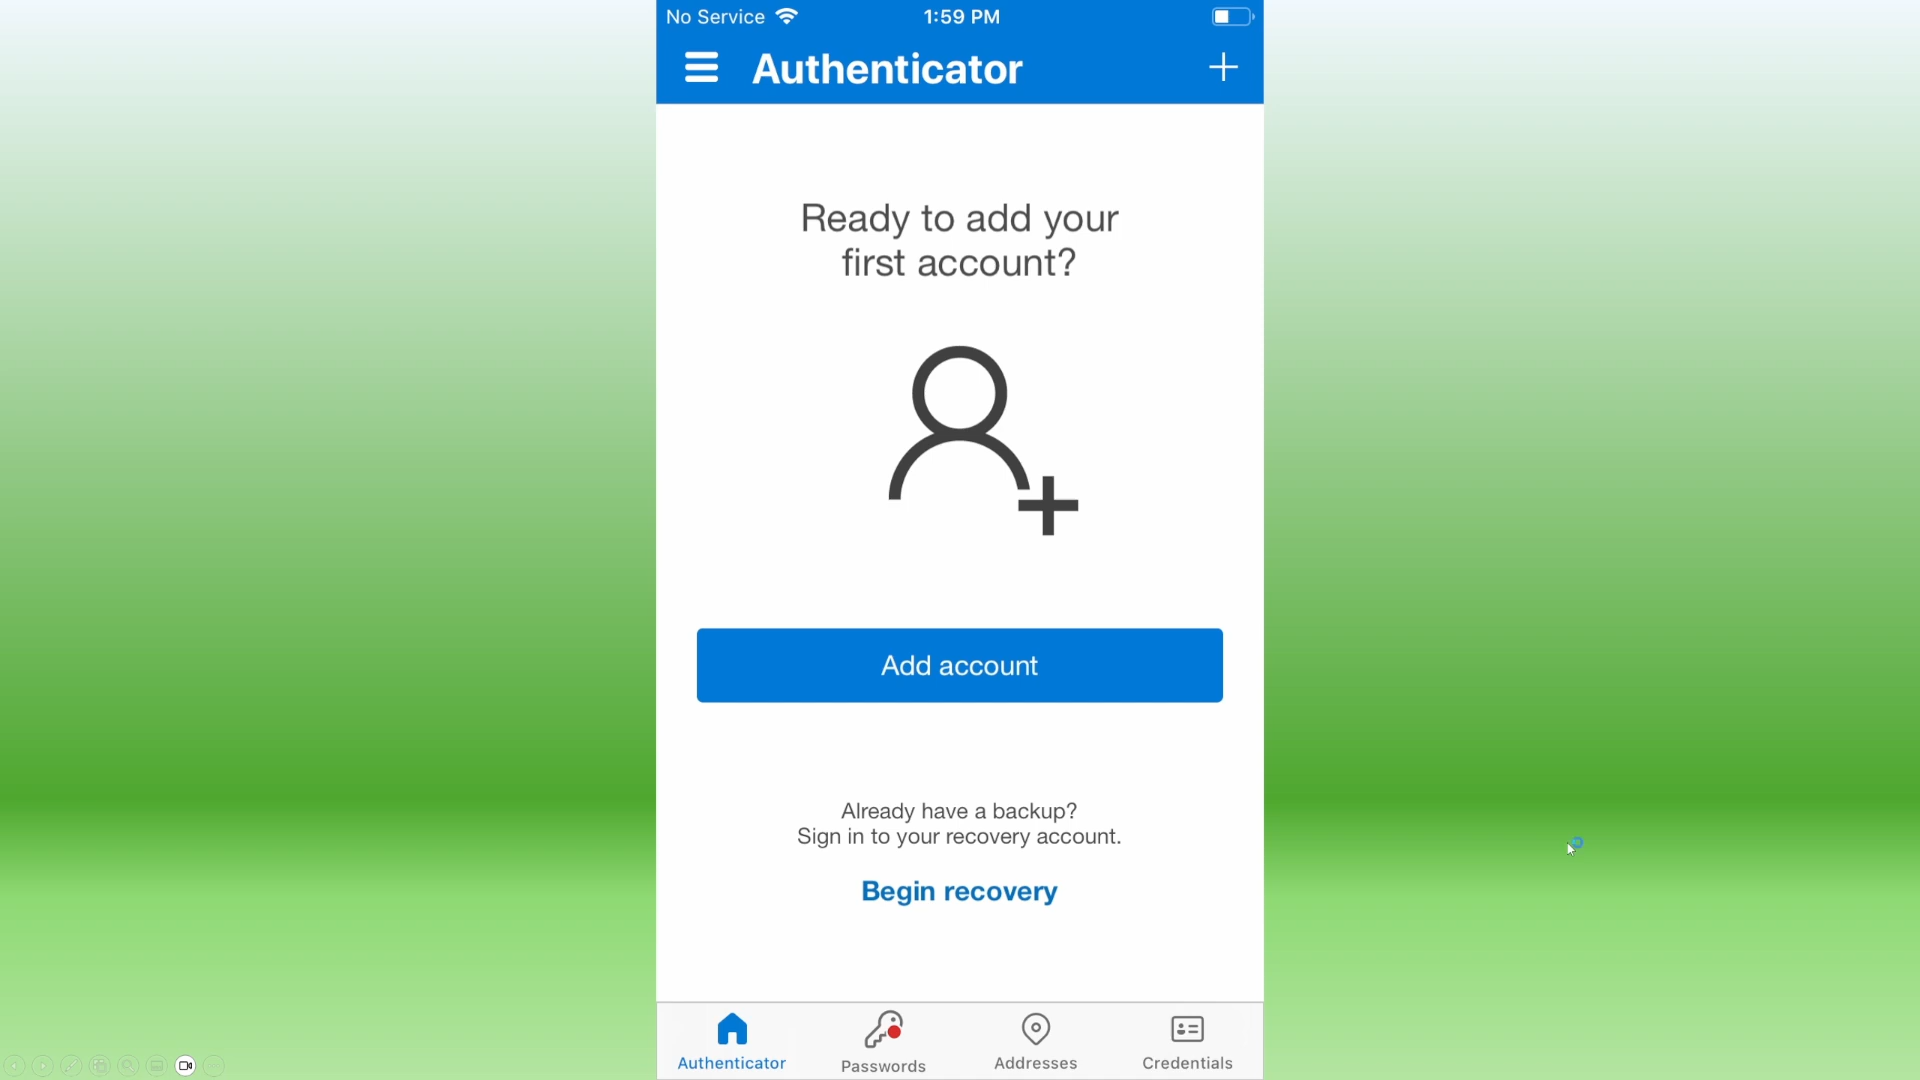 No Service 1:59 PM
Authenticator
Ready to add your
first account?
Add account
Already have a backup?
Sign in to your recovery account.
Begin recovery
Authenticator Passwords Addresses Credentials